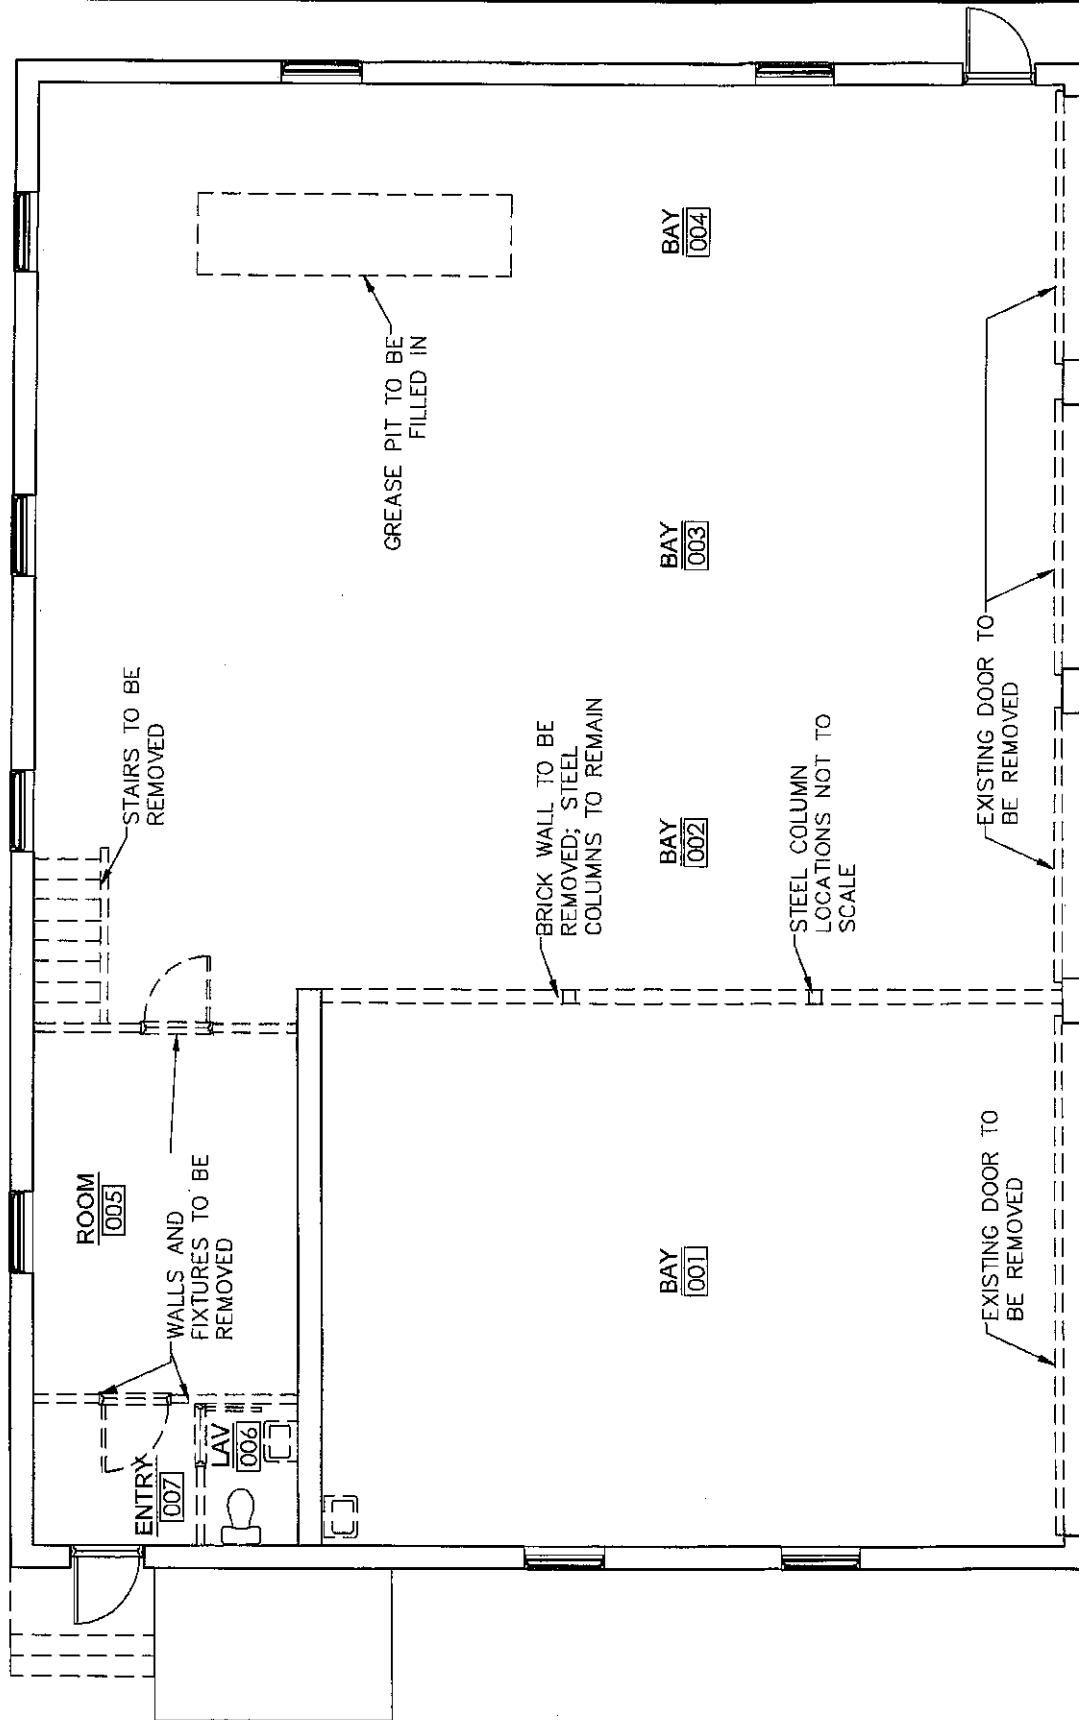 ENTRY
007
LAV
006
ROOM
005
WALLS AND
FIXTURES TO BE
REMOVED
STAIRS TO BE
REMOVED
GREASE PIT TO BE
FILLED IN
BRICK WALL TO BE
REMOVED; STEEL
COLUMNS TO REMAIN
BAY
001
BAY
002
BAY
003
BAY
004
STEEL COLUMN
LOCATIONS NOT TO
SCALE
EXISTING DOOR TO
BE REMOVED
EXISTING DOOR TO
BE REMOVED